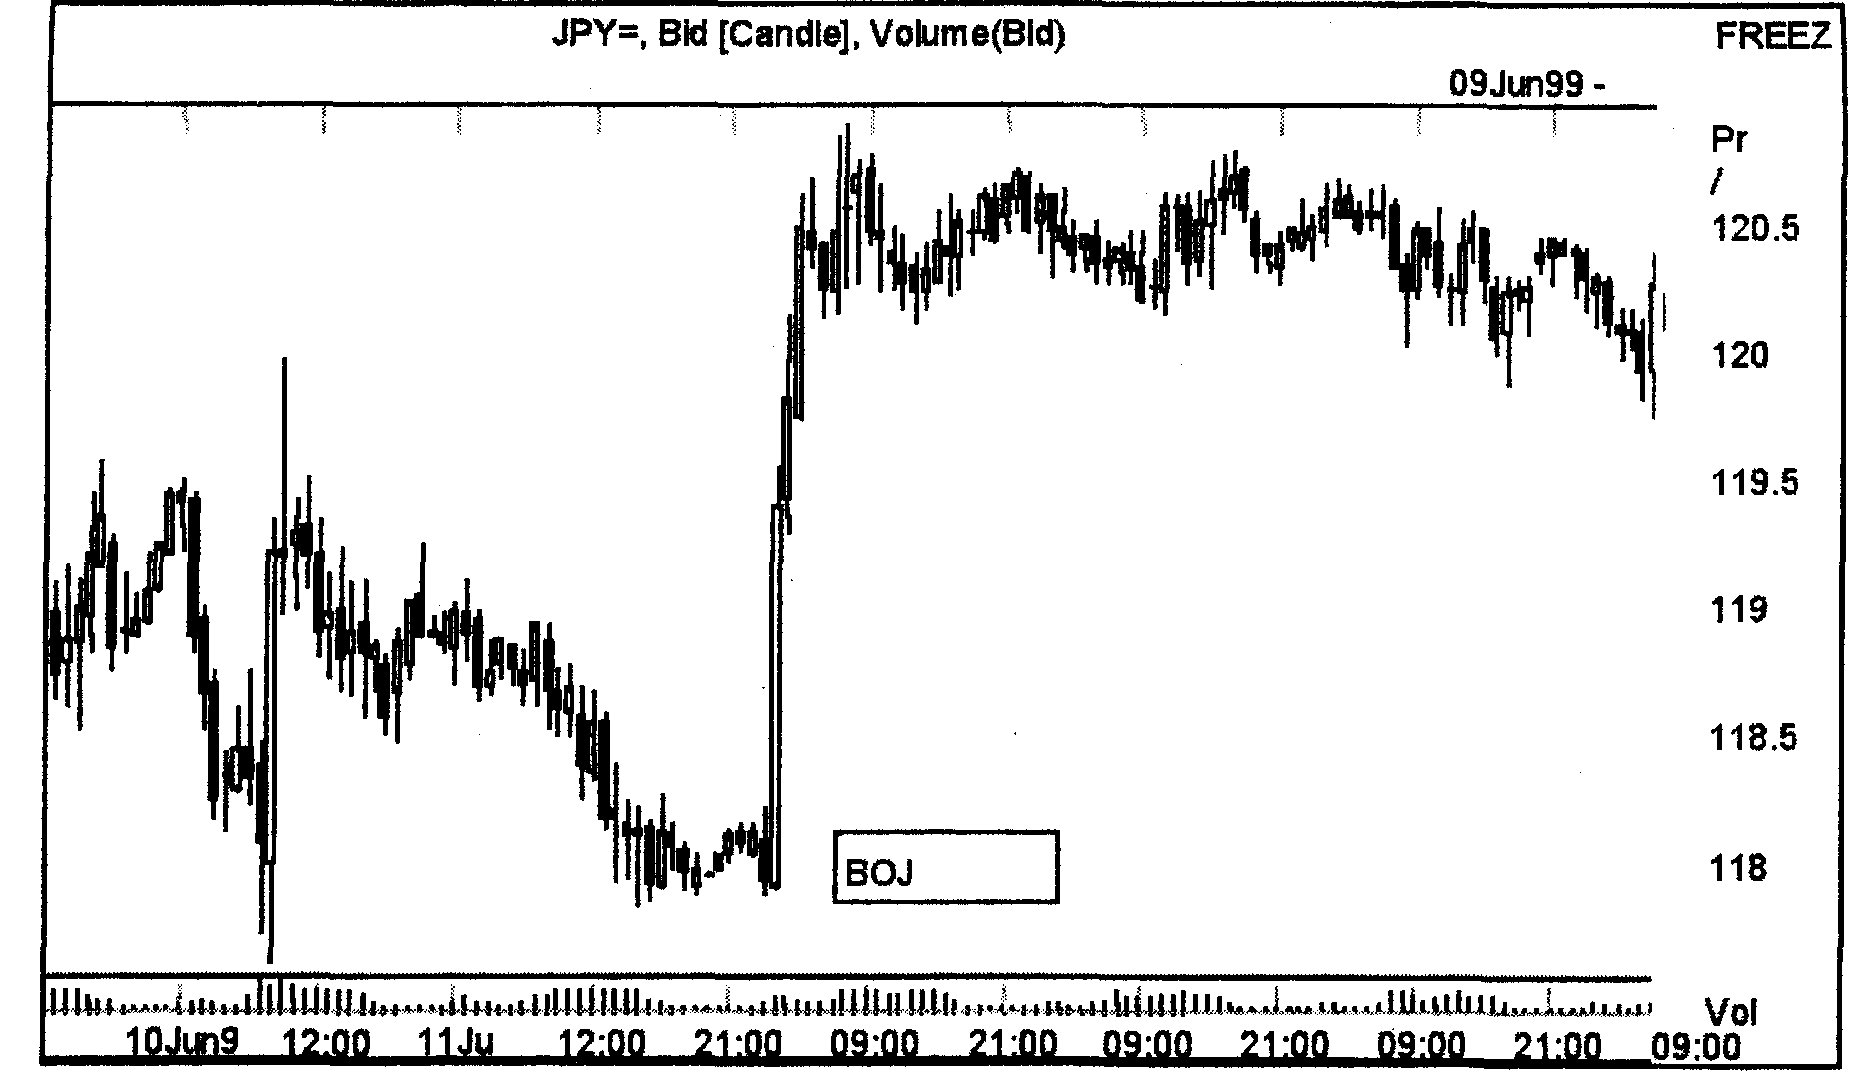 JPY=, Bid [Candle], Volume(Bid)
FREEZ
09Jun99 -
Pr
/
120.5
120
119.5
119
118.5
118
BOJ
Vol
10Jun9 12:00 11Ju 12:00 21:00 09:00 21:00 09:00 21:00 09:00 21:00 09:00